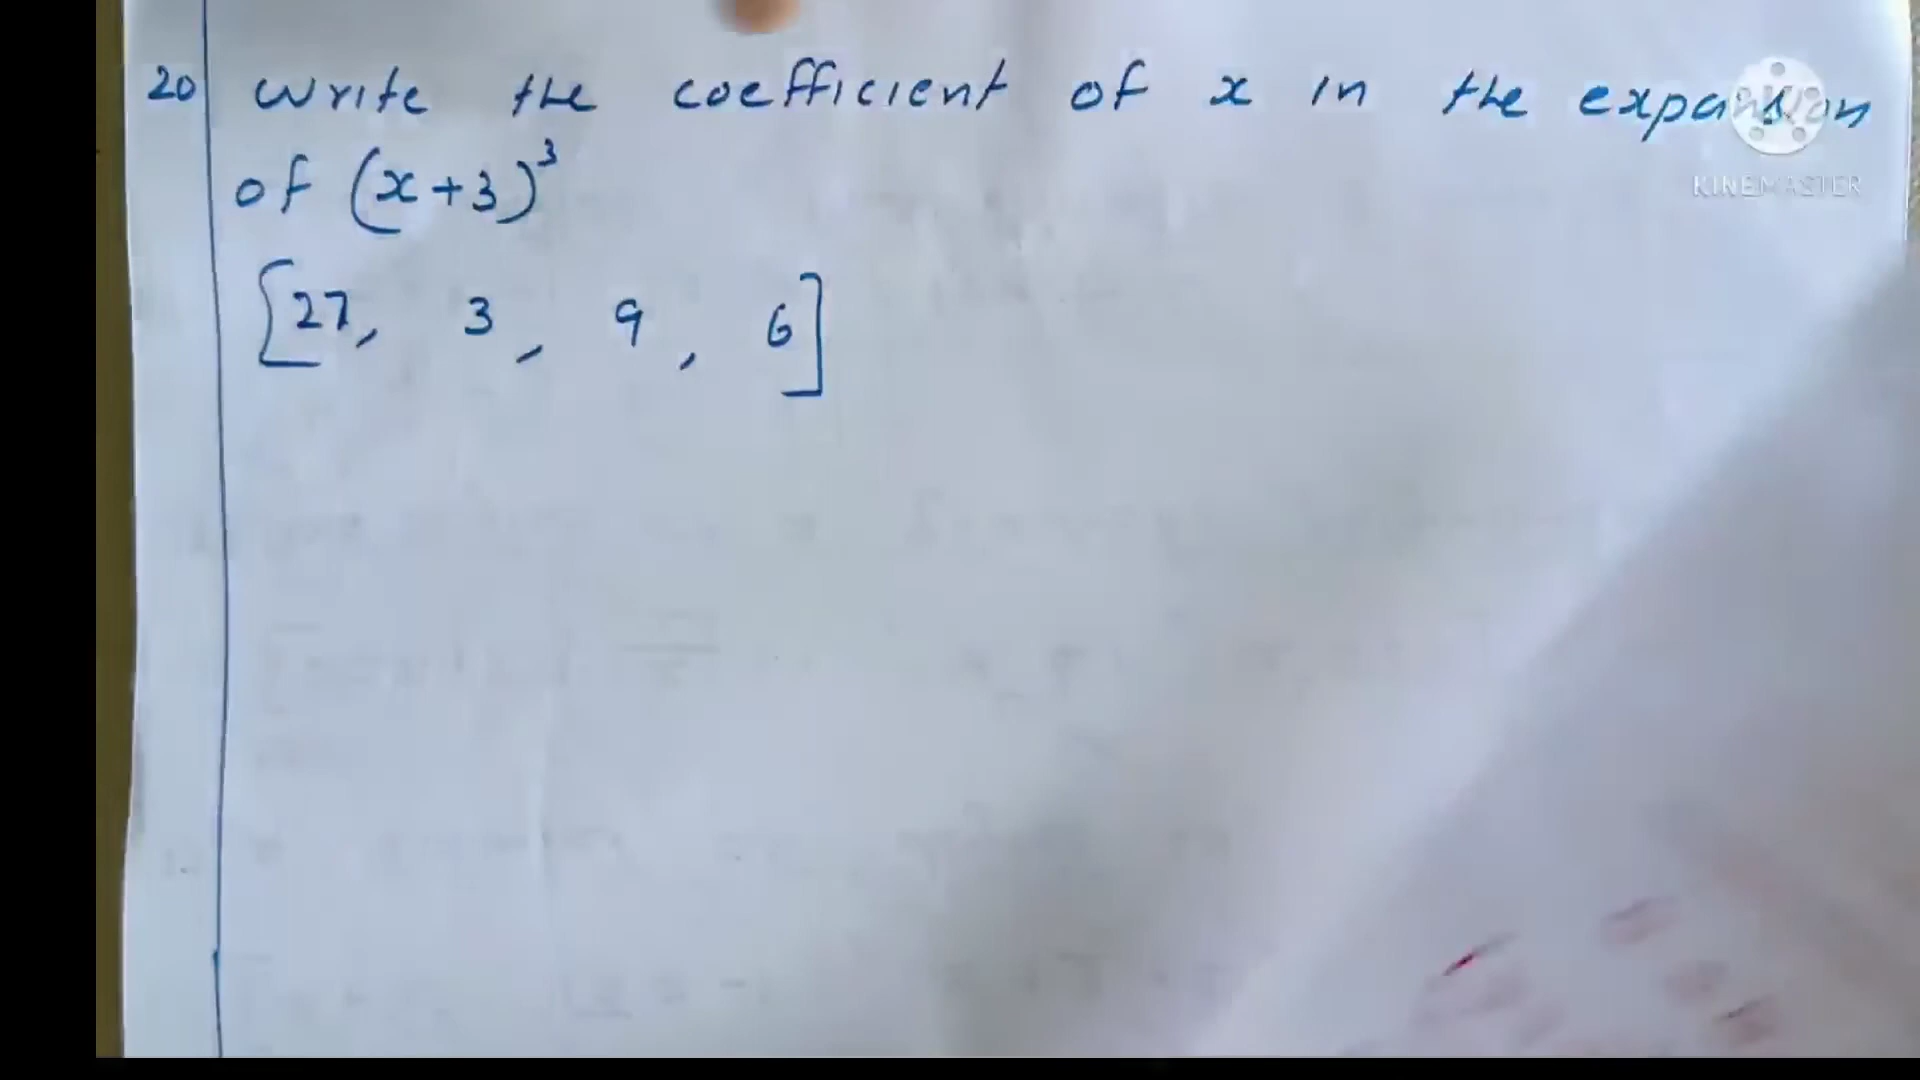 20 Write the coefficient of x in the expansion
of (x+3)³
[27, 3, 9, 6]
KINEMASTER